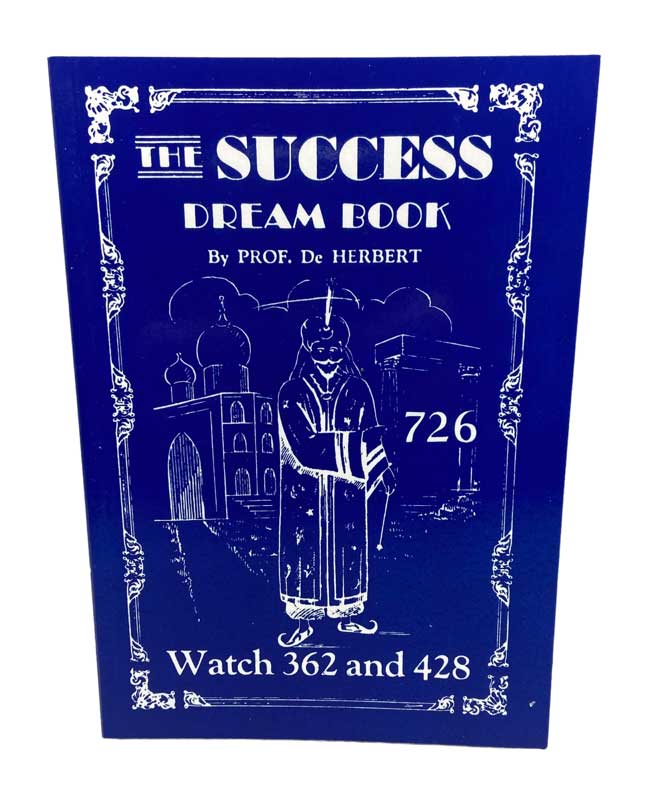 THE SUCCESS
DREAM BOOK
By PROF. De HERBERT
726
Watch 362 and 428